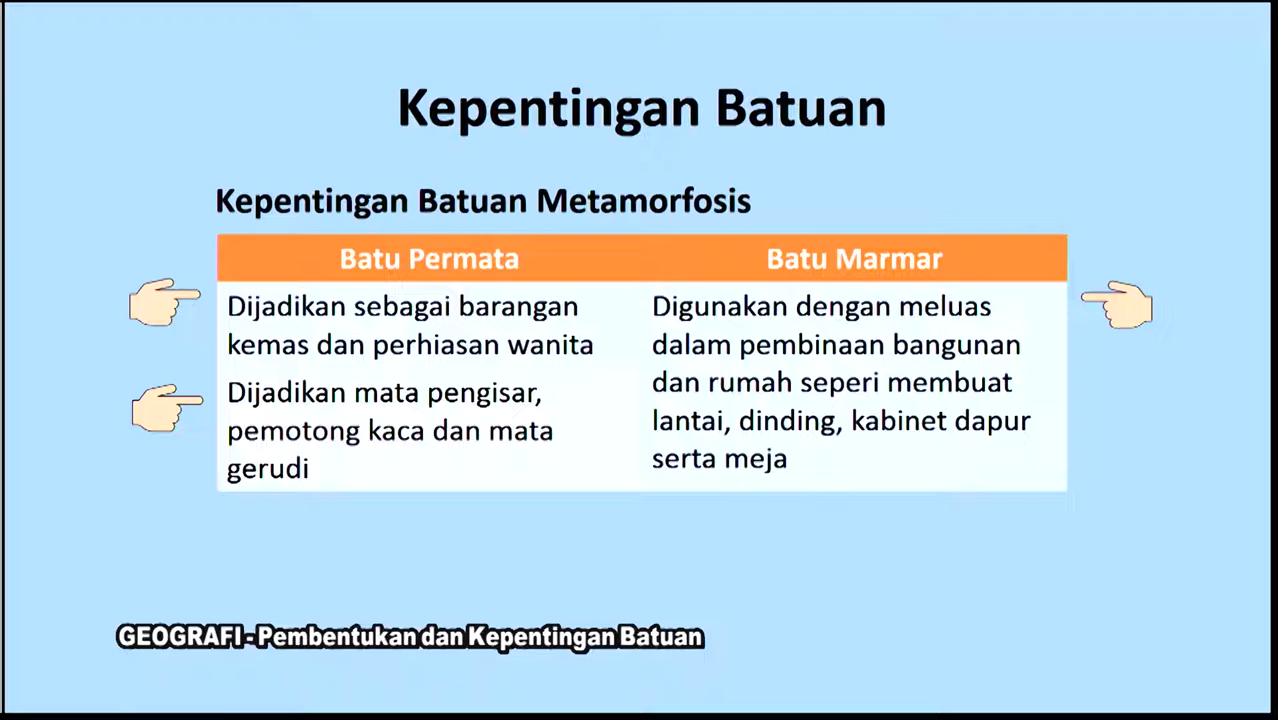 Kepentingan Batuan
Kepentingan Batuan Metamorfosis
Batu Permata
Batu Marmar
Dijadikan sebagai barangan
kemas dan perhiasan wanita
Dijadikan mata pengisar,
pemotong kaca dan mata
gerudi
Digunakan dengan meluas
dalam pembinaan bangunan
dan rumah seperi membuat
lantai, dinding, kabinet dapur
serta meja
GEOGRAFI - Pembentukan dan Kepentingan Batuan